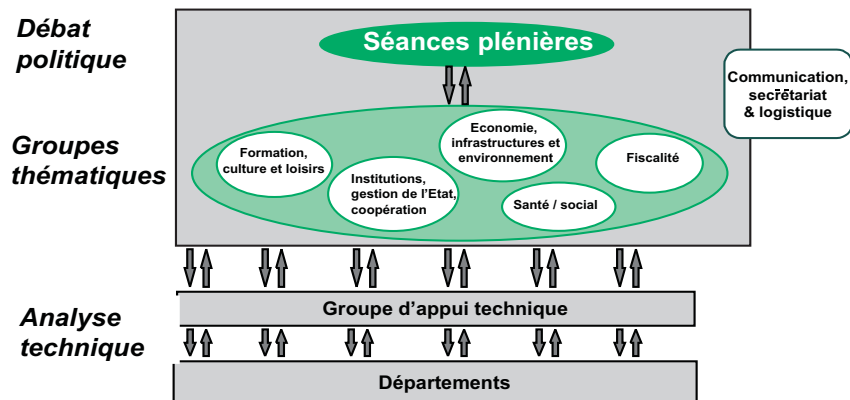 Débat
politique
Séances plénières
Communication,
secrétariat
& logistique
Groupes
thématiques
Formation,
culture et loisirs
Institutions,
gestion de l'Etat,
coopération
Economie,
infrastructures et
environnement
Santé / social
Fiscalité
Analyse
technique
Groupe d'appui technique
Départements